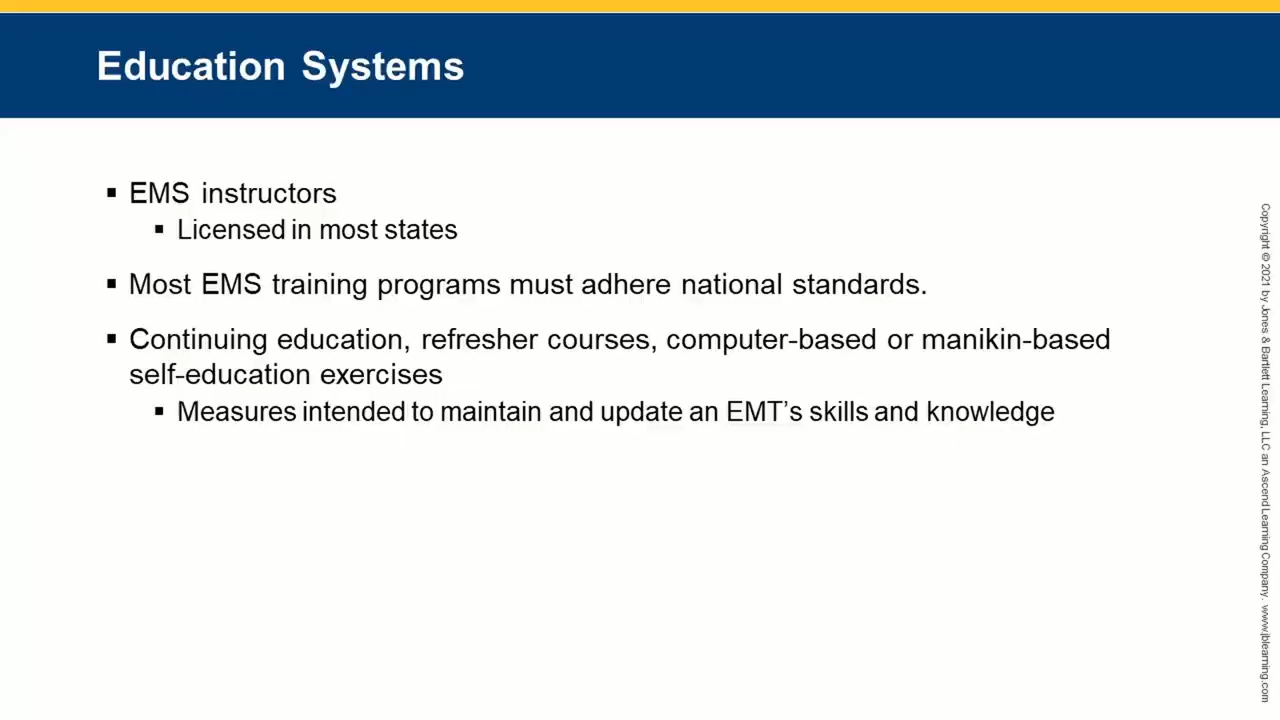 Education Systems
▪ EMS instructors
▪ Licensed in most states
▪ Most EMS training programs must adhere national standards.
▪ Continuing education, refresher courses, computer-based or manikin-based
self-education exercises
▪ Measures intended to maintain and update an EMT’s skills and knowledge
Copyright © 2021 by Jones & Bartlett Learning, LLC an Ascend Learning Company. www.jblearning.com